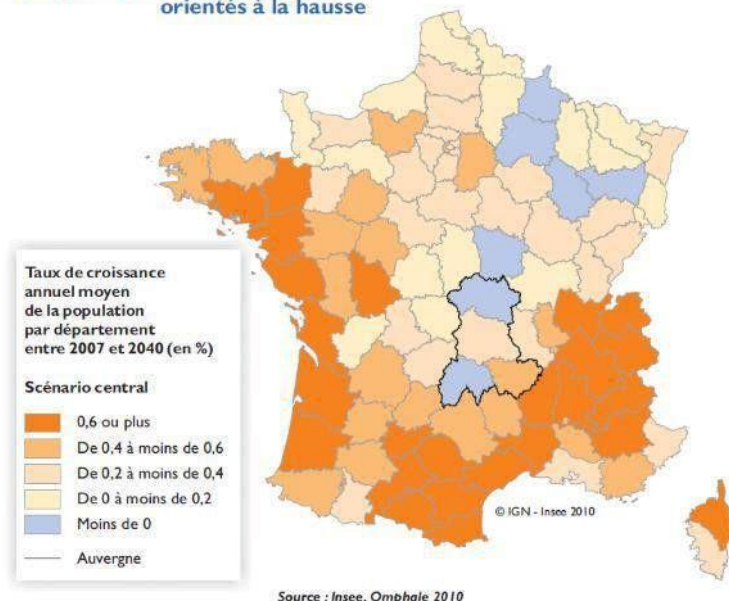 orientés à la hausse
Taux de croissance
annuel moyen
de la population
par département
entre 2007 et 2040 (en %)
Scénario central
0,6 ou plus
De 0,4 à moins de 0,6
De 0,2 à moins de 0,4
De 0 à moins de 0,2
Moins de 0
Auvergne
© IGN - Insee 2010
Source : Insee, Omphale 2010